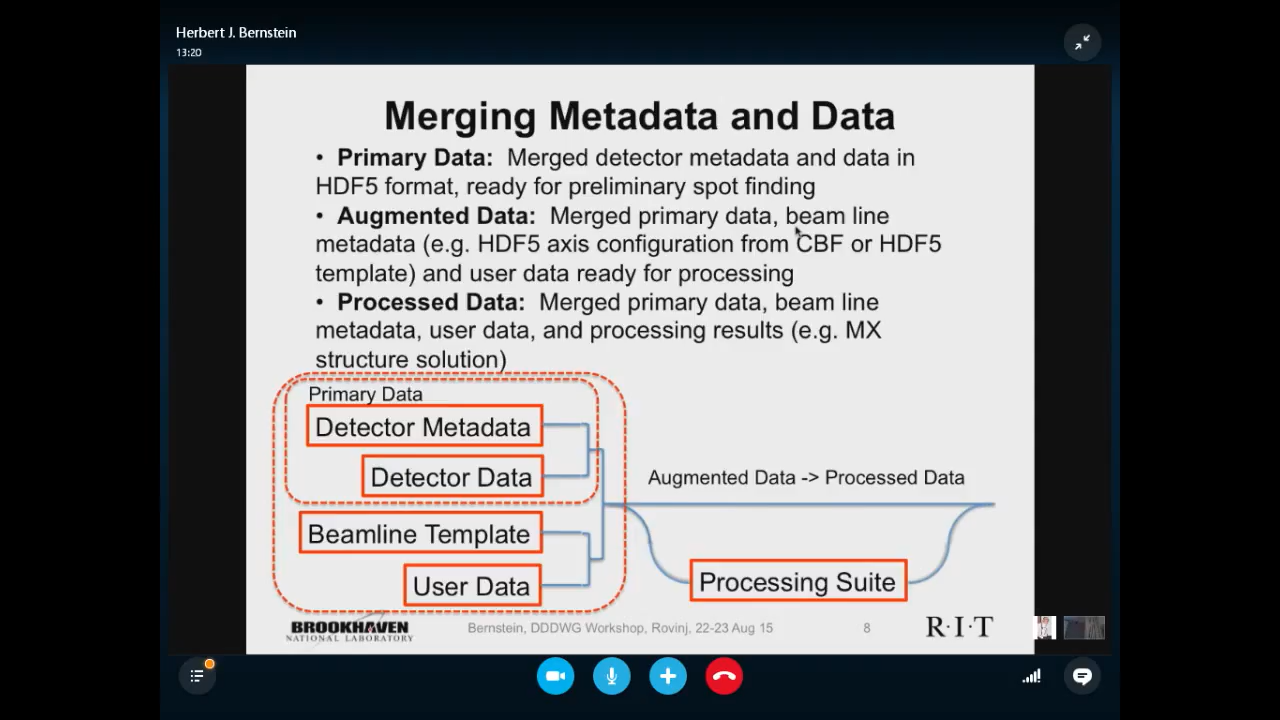 Herbert J. Bernstein
13:20
Merging Metadata and Data
• Primary Data: Merged detector metadata and data in
HDF5 format, ready for preliminary spot finding
• Augmented Data: Merged primary data, beam line
metadata (e.g. HDF5 axis configuration from CBF or HDF5
template) and user data ready for processing
• Processed Data: Merged primary data, beam line
metadata, user data, and processing results (e.g. MX
structure solution)
Primary Data
Detector Metadata
Detector Data
Beamline Template
User Data
Augmented Data -> Processed Data
Processing Suite
BROOKHAVEN
NATIONAL LABORATORY
Bernstein, DDDWG Workshop, Rovinj, 22-23 Aug 15
8
R·I·T